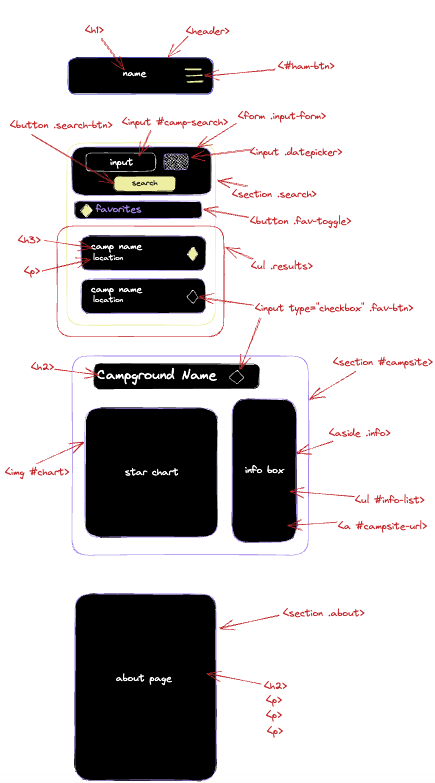 <h1>
<header>
name
<#ham-btn>
<button .search-btn>
<input #camp-search>
<form .input-form>
input
<input .datepicker>
search
<section .search>
favorites
<button .fav-toggle>
<h3>
camp name
location
<p>
<ul .results>
camp name
location
<input type="checkbox" .fav-btn>
<h2>
Campground Name
<section #campsite>
<aside .info>
<img #chart>
star chart
info box
<ul #info-list>
<a #campsite-url>
<section .about>
about page
<h2>
<p>
<p>
<p>